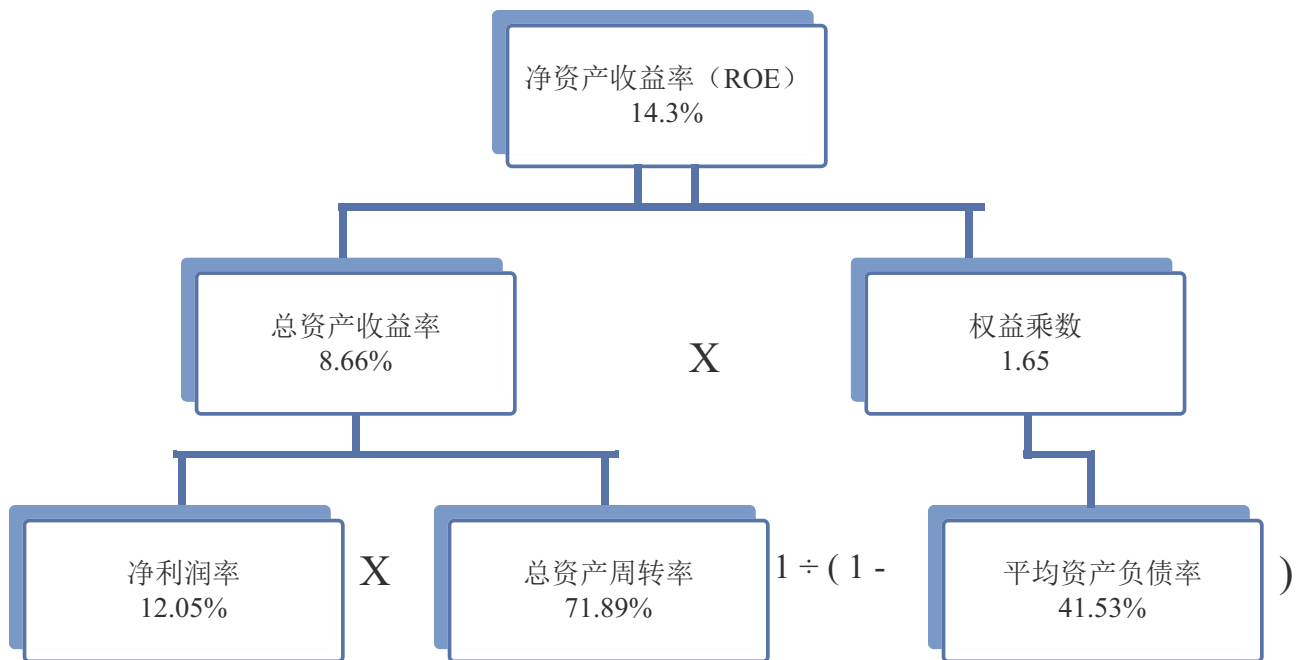 净资产收益率（ROE）
14.3%
总资产收益率
8.66%
X
权益乘数
1.65
净利润率
12.05%
X
总资产周转率
71.89%
1 ÷ ( 1 -
平均资产负债率
41.53%
)